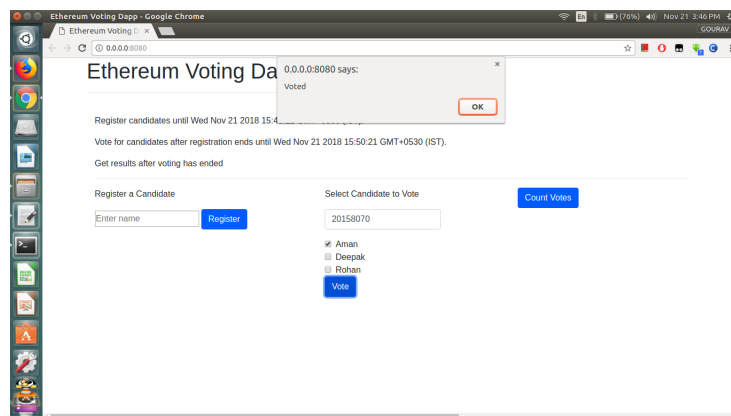 Ethereum Voting Dapp - Google Chrome
En
(76%)
Nov 21 3:46 PM
Ethereum Voting D
GOURAV
0.0.0.0:8080
Ethereum Voting Da
0.0.0.0:8080 says:
Voted
OK
Register candidates until Wed Nov 21 2018 15:4
Vote for candidates after registration ends until Wed Nov 21 2018 15:50:21 GMT+0530 (IST).
Get results after voting has ended
Register a Candidate
Select Candidate to Vote
Count Votes
Enter name
Register
20158070
Aman
Deepak
Rohan
Vote